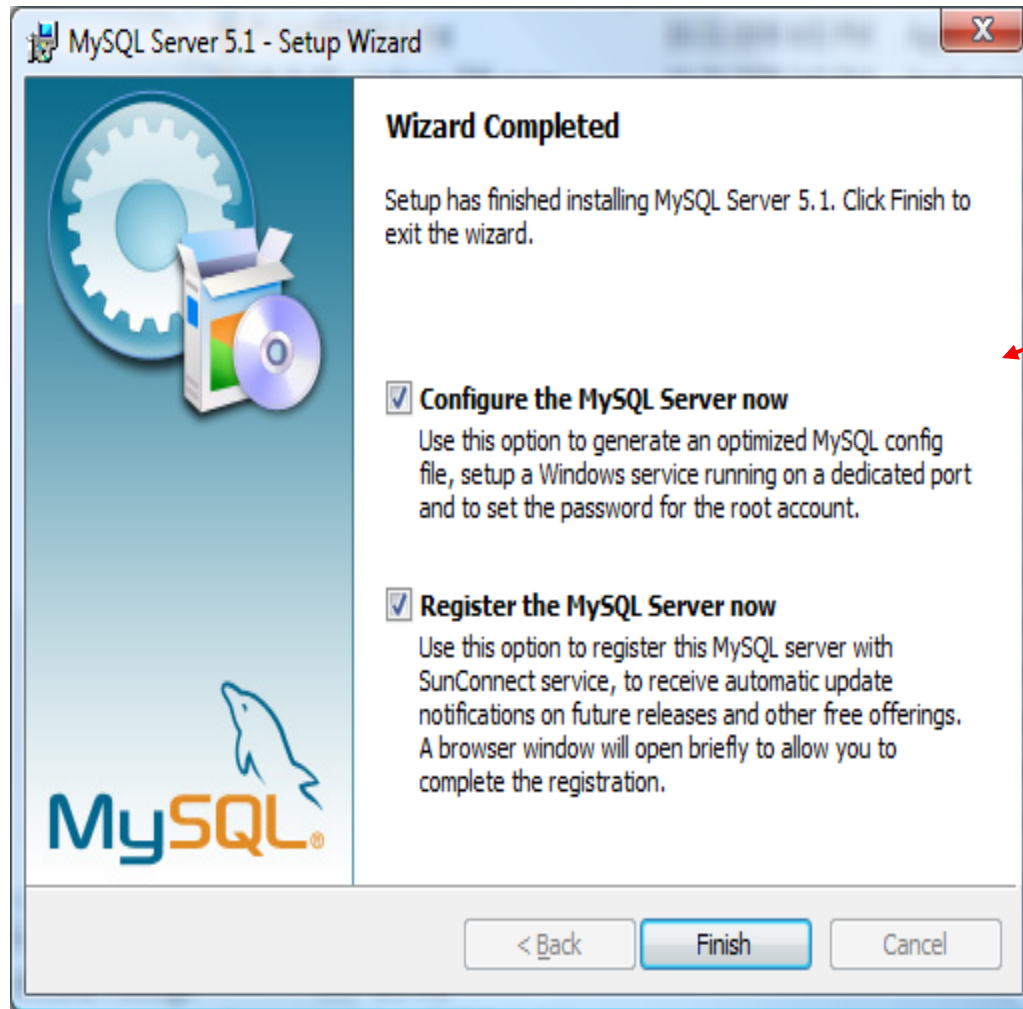 MySQL Server 5.1 - Setup Wizard
Wizard Completed
Setup has finished installing MySQL Server 5.1. Click Finish to
exit the wizard.
Configure the MySQL Server now
Use this option to generate an optimized MySQL config
file, setup a Windows service running on a dedicated port
and to set the password for the root account.
Register the MySQL Server now
Use this option to register this MySQL server with
SunConnect service, to receive automatic update
notifications on future releases and other free offerings.
A browser window will open briefly to allow you to
complete the registration.
MySQL®
< Back Finish Cancel